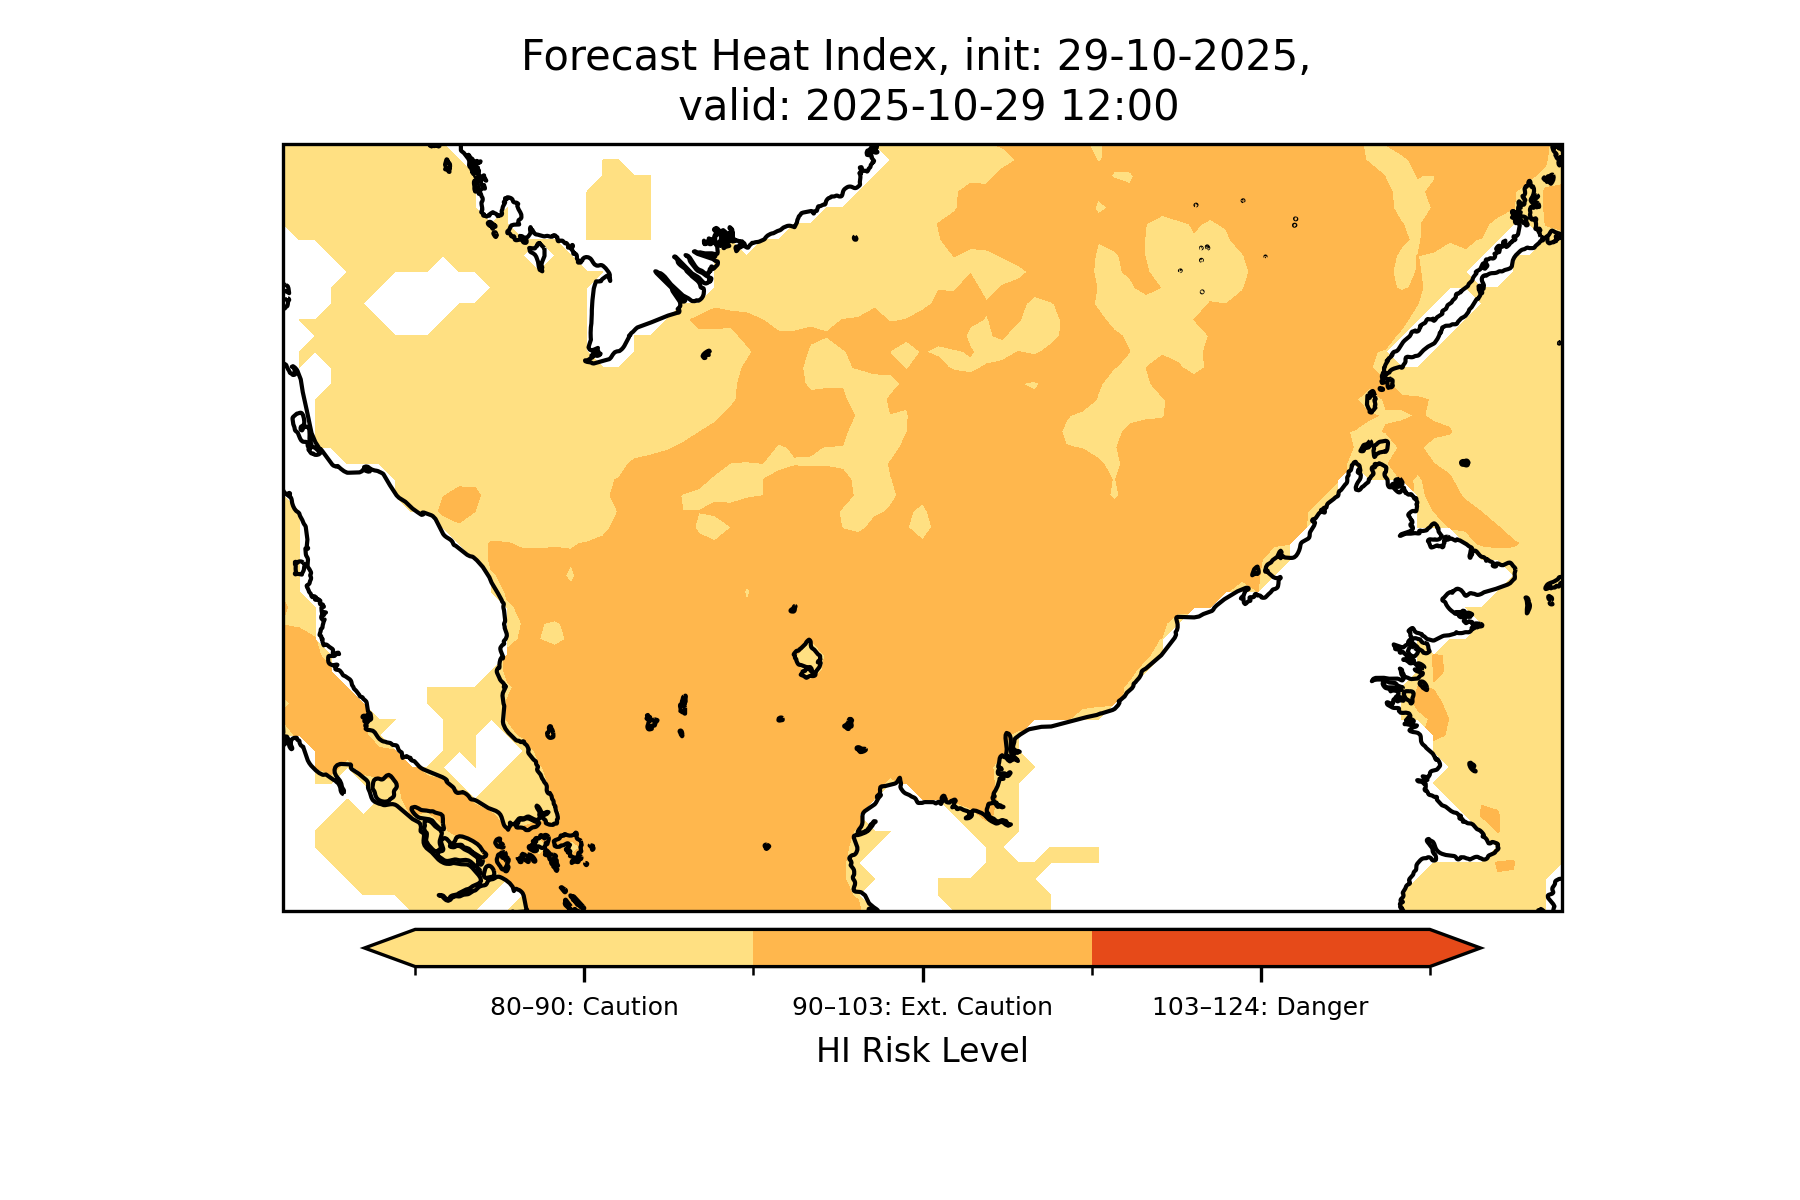 Forecast Heat Index, init: 29-10-2025,
valid: 2025-10-29 12:00
80–90: Caution
90–103: Ext. Caution
103–124: Danger
HI Risk Level